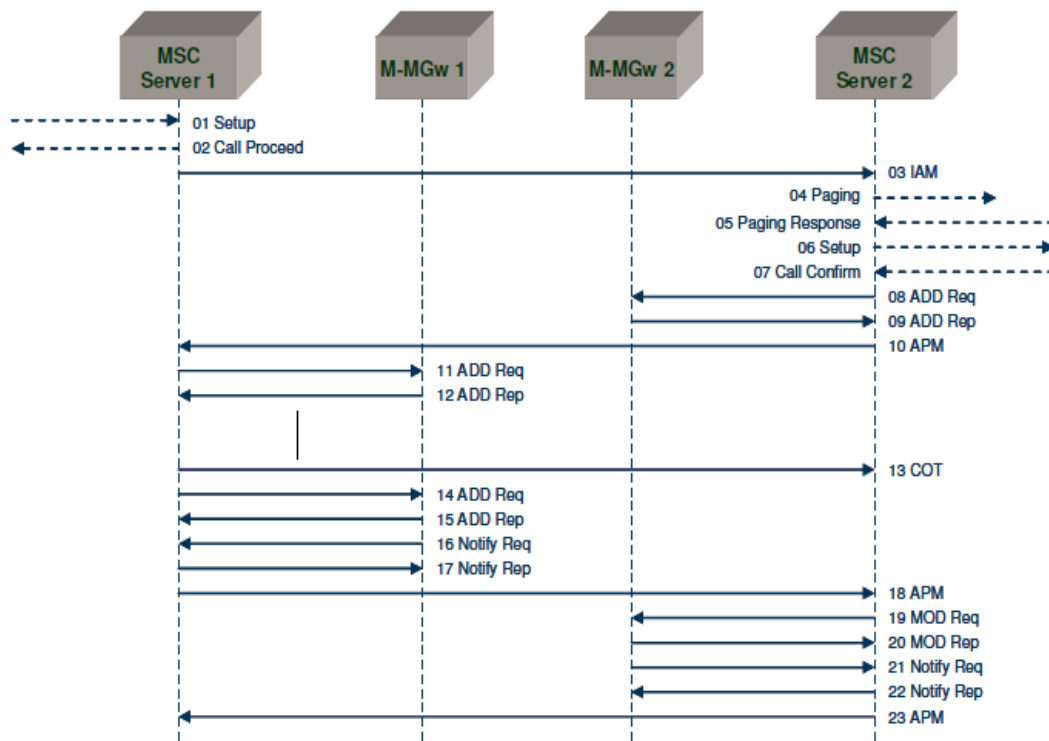 MSC
Server 1
M-MGw 1
M-MGw 2
MSC
Server 2
01 Setup
02 Call Proceed
03 IAM
04 Paging
05 Paging Response
06 Setup
07 Call Confirm
08 ADD Req
09 ADD Rep
10 APM
11 ADD Req
12 ADD Rep
13 COT
14 ADD Req
15 ADD Rep
16 Notify Req
17 Notify Rep
18 APM
19 MOD Req
20 MOD Rep
21 Notify Req
22 Notify Rep
23 APM